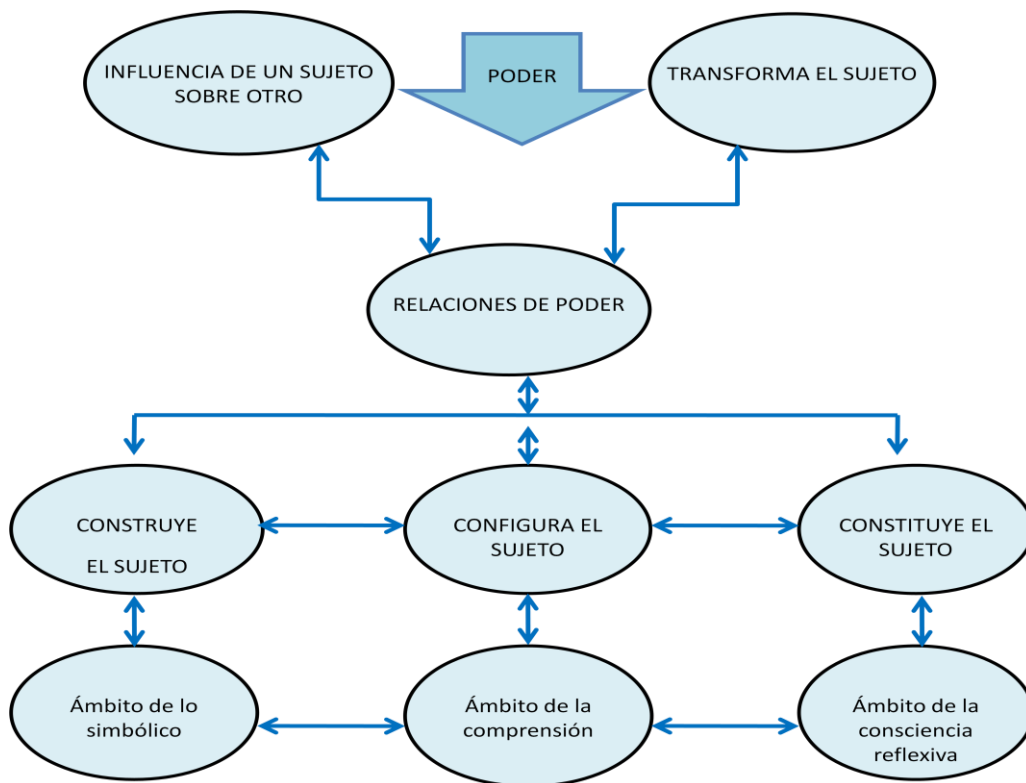 INFLUENCIA DE UN SUJETO
SOBRE OTRO
PODER
TRANSFORMA EL SUJETO
RELACIONES DE PODER
CONSTRUYE
EL SUJETO
CONFIGURA EL
SUJETO
CONSTITUYE EL
SUJETO
Ámbito de lo
simbólico
Ámbito de la
comprensión
Ámbito de la
consciencia
reflexiva